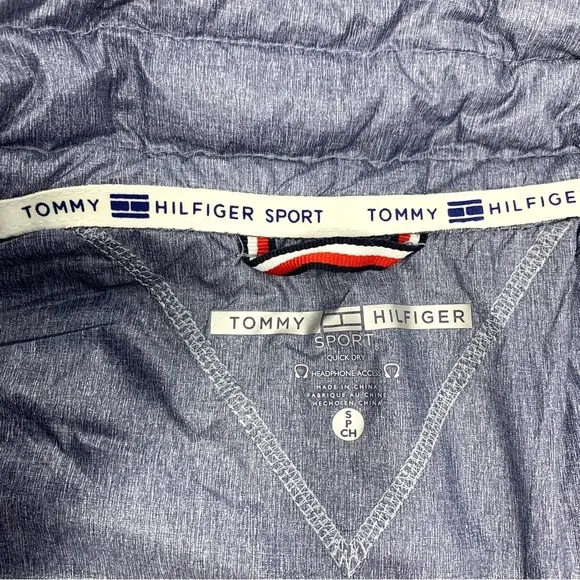 TOMMY HILFIGER SPORT TOMMY HILFIGER
TOMMY HILFIGER
SPORT
QUICK DRY
HEADPHONE ACCESS
MADE IN CHINA
FABRIQUÉ AU CHINE
HECHO EN CHINA
S
P
CH